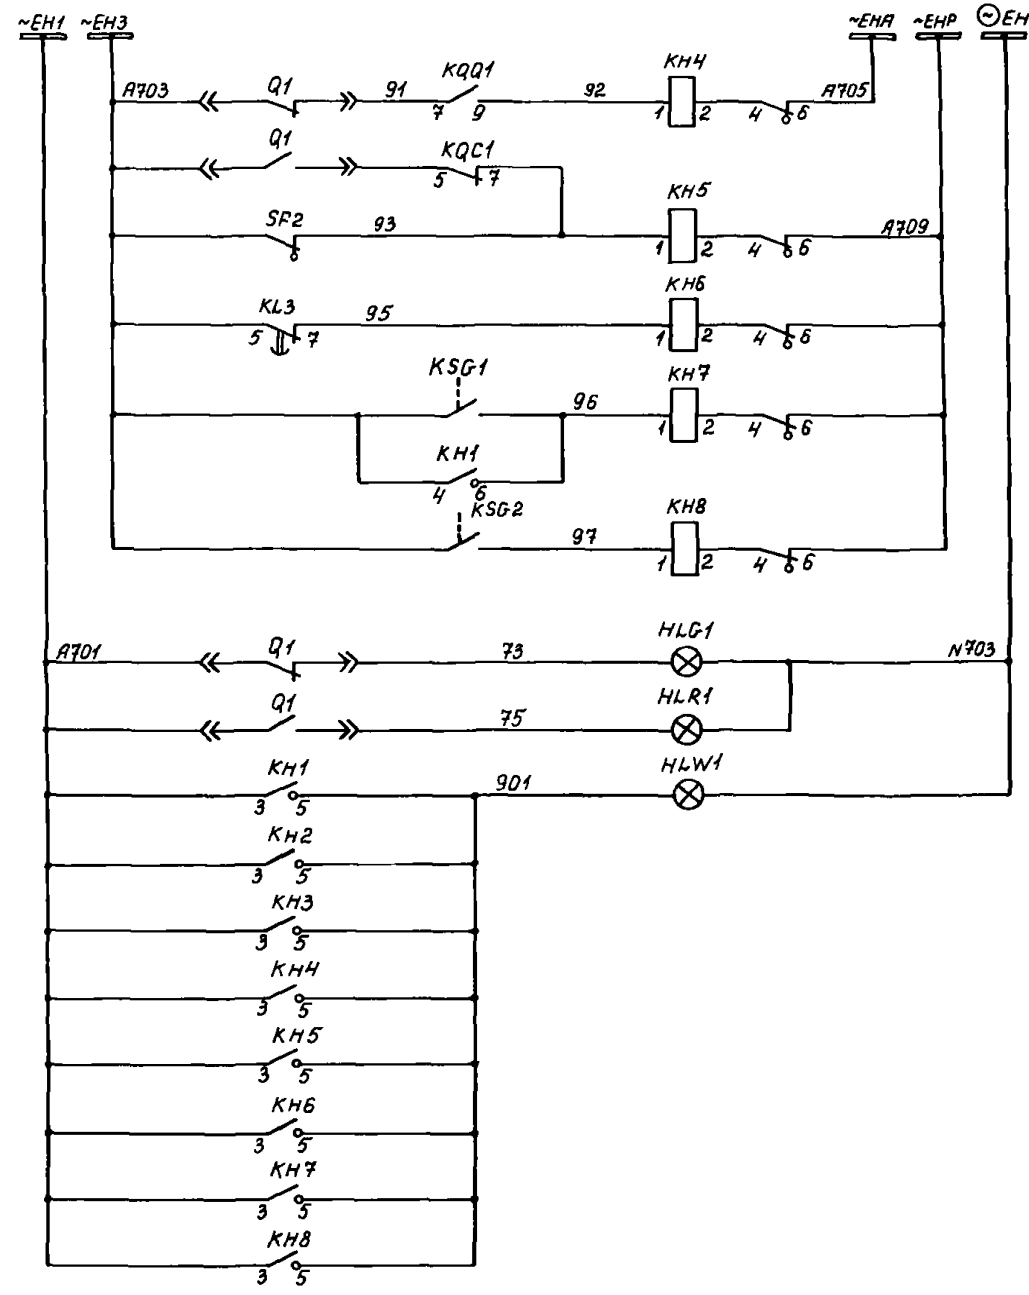 ~EH1 ~EH3 ~EHA ~EHP ~EH
A703 Q1 91 KQQ1 7 9 92 KH4 1 2 4 6 A705
Q1 KQC1 5 7
SF2 93 KH5 1 2 4 6 A709
KL3 5 7 95 KH6 1 2 4 6
KSG1 96 KH7 1 2 4 6
KH1 4 6
KSG2 97 KH8 1 2 4 6
A701 Q1 73 HLG1 N703
Q1 75 HLR1
KH1 3 5 901 HLW1
KH2 3 5
KH3 3 5
KH4 3 5
KH5 3 5
KH6 3 5
KH7 3 5
KH8 3 5